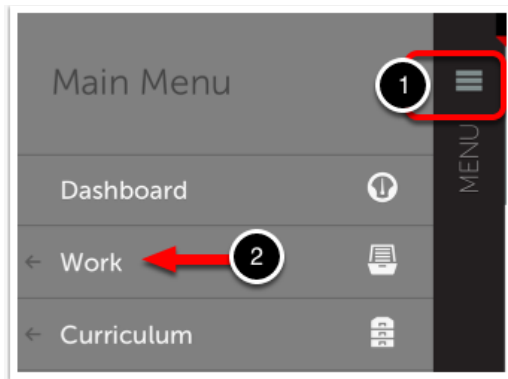 Main Menu
1
MENU
Dashboard
← Work
2
← Curriculum